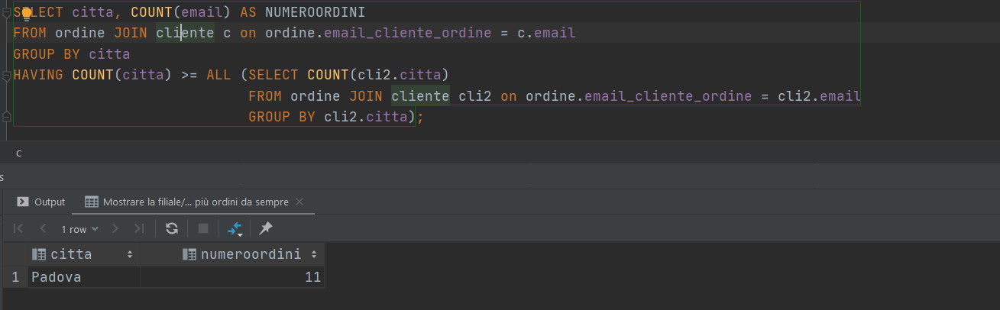 SELECT citta, COUNT(email) AS NUMEROORDINI
FROM ordine JOIN cliente c on ordine.email_cliente_ordine = c.email
GROUP BY citta
HAVING COUNT(citta) >= ALL (SELECT COUNT(cli2.citta)
FROM ordine JOIN cliente cli2 on ordine.email_cliente_ordine = cli2.email
GROUP BY cli2.citta);
c
s
Output Mostrare la filiale/... più ordini da sempre
1 row
citta numeroordini
1 Padova 11